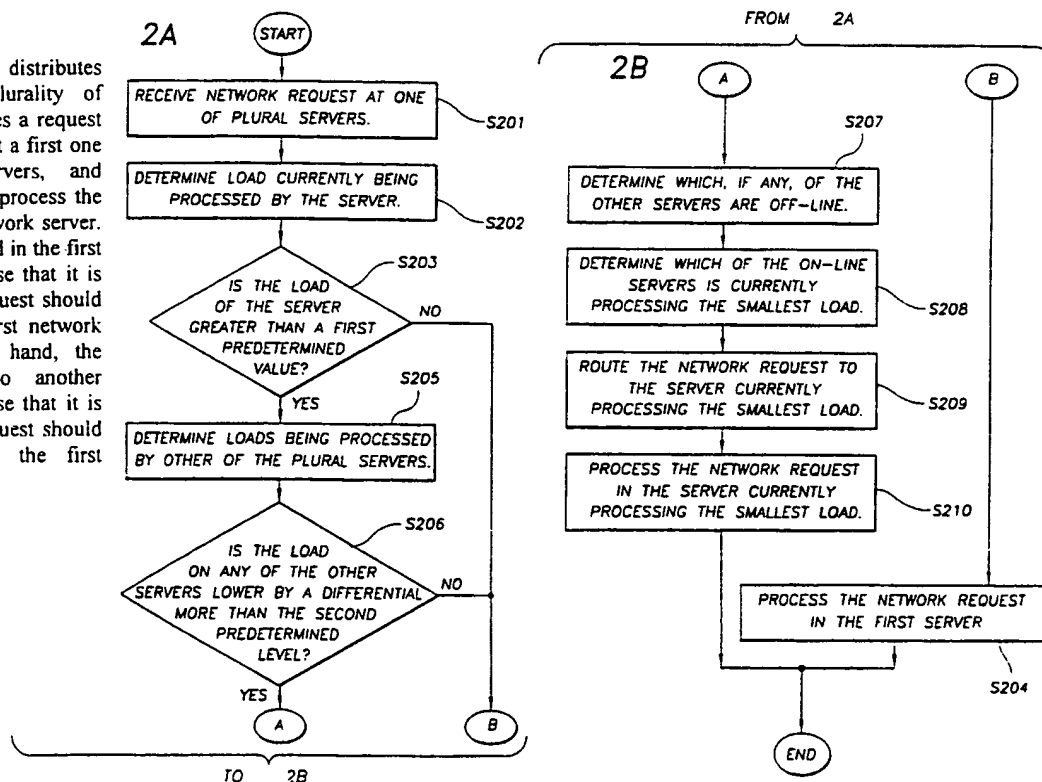 distributes
lurality of
es a request
t a first one
rvers, and
process the
work server.
d in the first
se that it is
quest should
rst network
hand, the
o another
se that it is
quest should
the first
2A
START
RECEIVE NETWORK REQUEST AT ONE
OF PLURAL SERVERS.
S201
DETERMINE LOAD CURRENTLY BEING
PROCESSED BY THE SERVER.
S202
IS THE LOAD
OF THE SERVER
GREATER THAN A FIRST
PREDETERMINED
VALUE?
S203
NO
YES
S205
DETERMINE LOADS BEING PROCESSED
BY OTHER OF THE PLURAL SERVERS.
S206
IS THE LOAD
ON ANY OF THE OTHER
SERVERS LOWER BY A DIFFERENTIAL
MORE THAN THE SECOND
PREDETERMINED
LEVEL?
NO
YES
A
B
TO 2B
FROM 2A
2B
A
B
S207
DETERMINE WHICH, IF ANY, OF THE
OTHER SERVERS ARE OFF-LINE.
DETERMINE WHICH OF THE ON-LINE
SERVERS IS CURRENTLY
PROCESSING THE SMALLEST LOAD.
S208
ROUTE THE NETWORK REQUEST TO
THE SERVER CURRENTLY
PROCESSING THE SMALLEST LOAD.
S209
PROCESS THE NETWORK REQUEST
IN THE SERVER CURRENTLY
PROCESSING THE SMALLEST LOAD.
S210
PROCESS THE NETWORK REQUEST
IN THE FIRST SERVER
S204
END